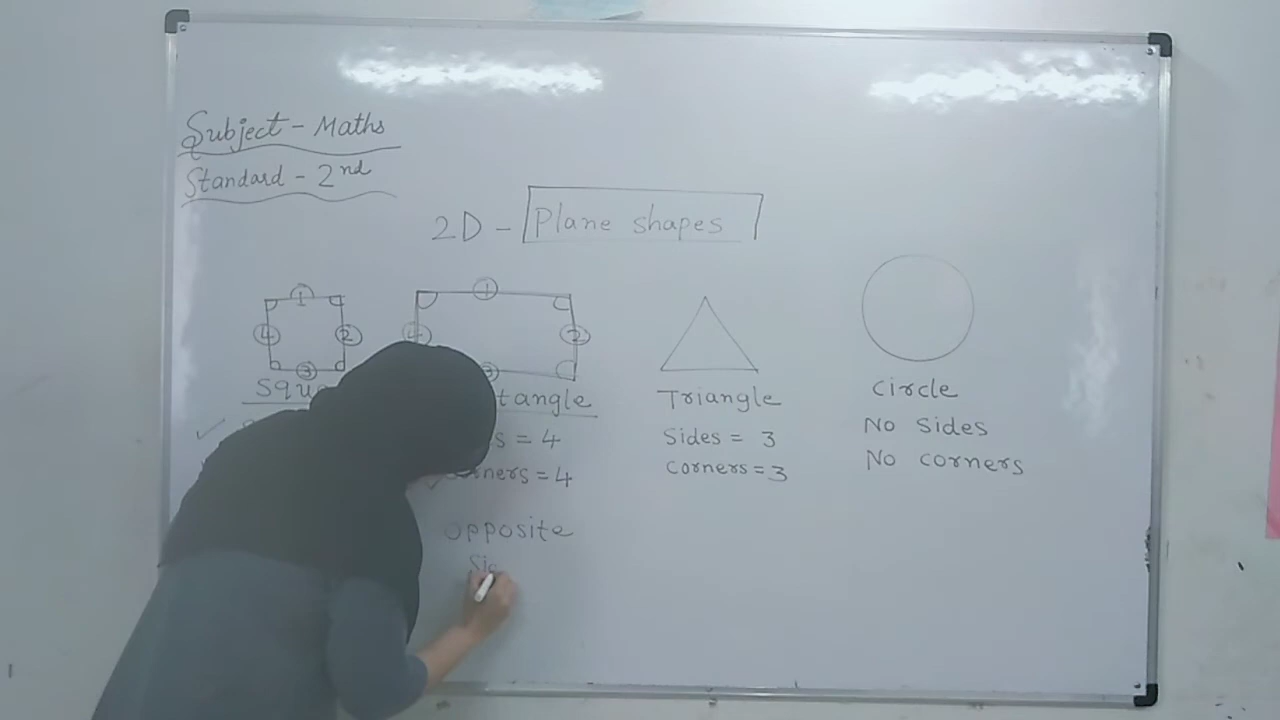 Subject - Maths
Standard - 2nd
2D - Plane shapes
1
4 2
3
1
4 2
3
Triangle
Sides = 3
Corners = 3
Circle
No Sides
No corners
= 4
= 4
Opposite